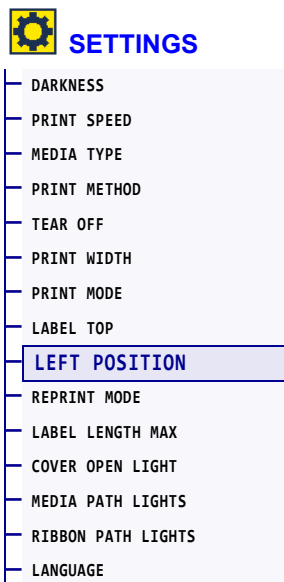 SETTINGS
DARKNESS
PRINT SPEED
MEDIA TYPE
PRINT METHOD
TEAR OFF
PRINT WIDTH
PRINT MODE
LABEL TOP
LEFT POSITION
REPRINT MODE
LABEL LENGTH MAX
COVER OPEN LIGHT
MEDIA PATH LIGHTS
RIBBON PATH LIGHTS
LANGUAGE